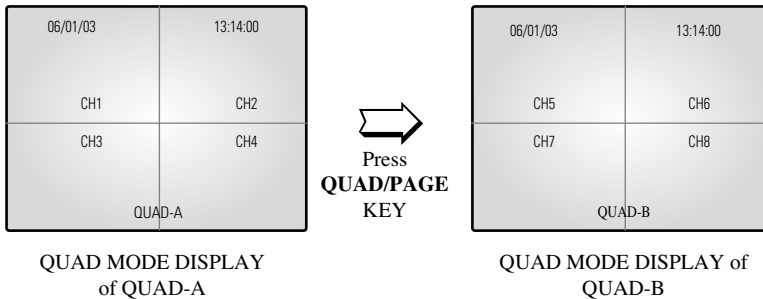 06/01/03 13:14:00
CH1 CH2
CH3 CH4
QUAD-A
QUAD MODE DISPLAY
of QUAD-A
Press
QUAD/PAGE
KEY
06/01/03 13:14:00
CH5 CH6
CH7 CH8
QUAD-B
QUAD MODE DISPLAY of
QUAD-B